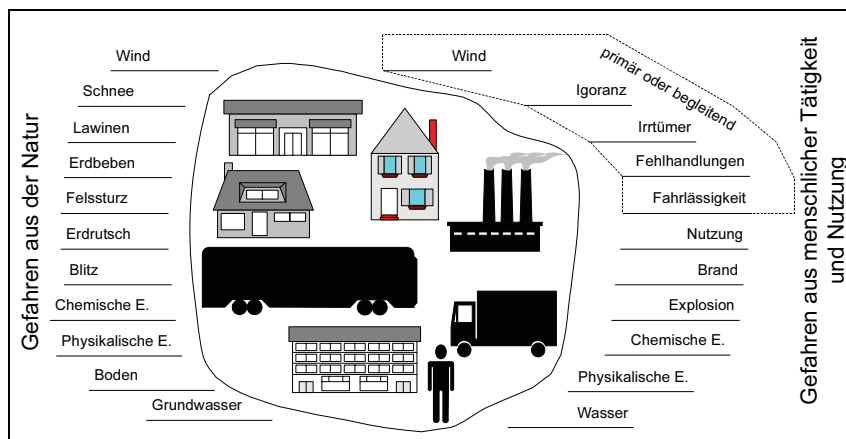 Gefahren aus der Natur
Wind
Schnee
Lawinen
Erdbeben
Felssturz
Erdrutsch
Blitz
Chemische E.
Physikalische E.
Boden
Grundwasser
Wind
Igoranz
Irrtümer
Fehlhandlungen
Fahrlässigkeit
Nutzung
Brand
Explosion
Chemische E.
Physikalische E.
Wasser
primär oder begleitend
Gefahren aus menschlicher Tätigkeit
und Nutzung